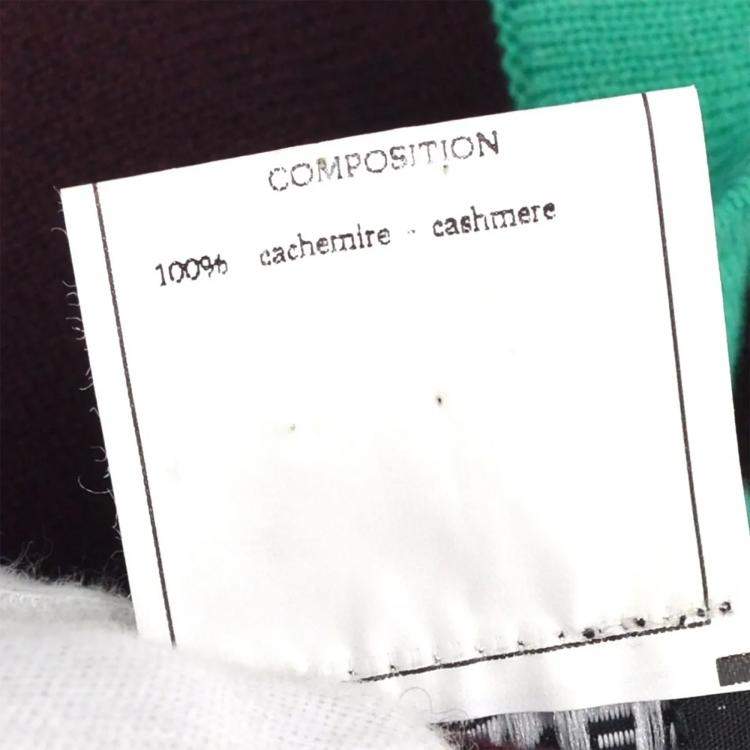 COMPOSITION
100% cachemire - cashmere